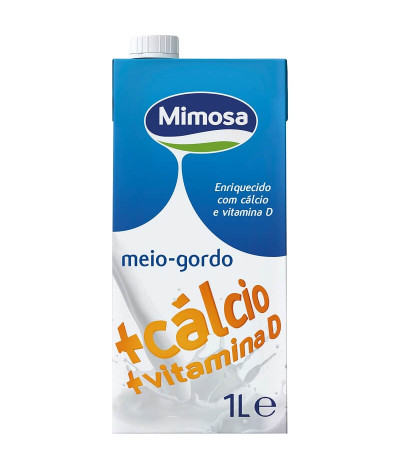 Mimosa
Enriquecido
com cálcio
e vitamina D
meio-gordo
+cálcio
+vitamina D
1L e